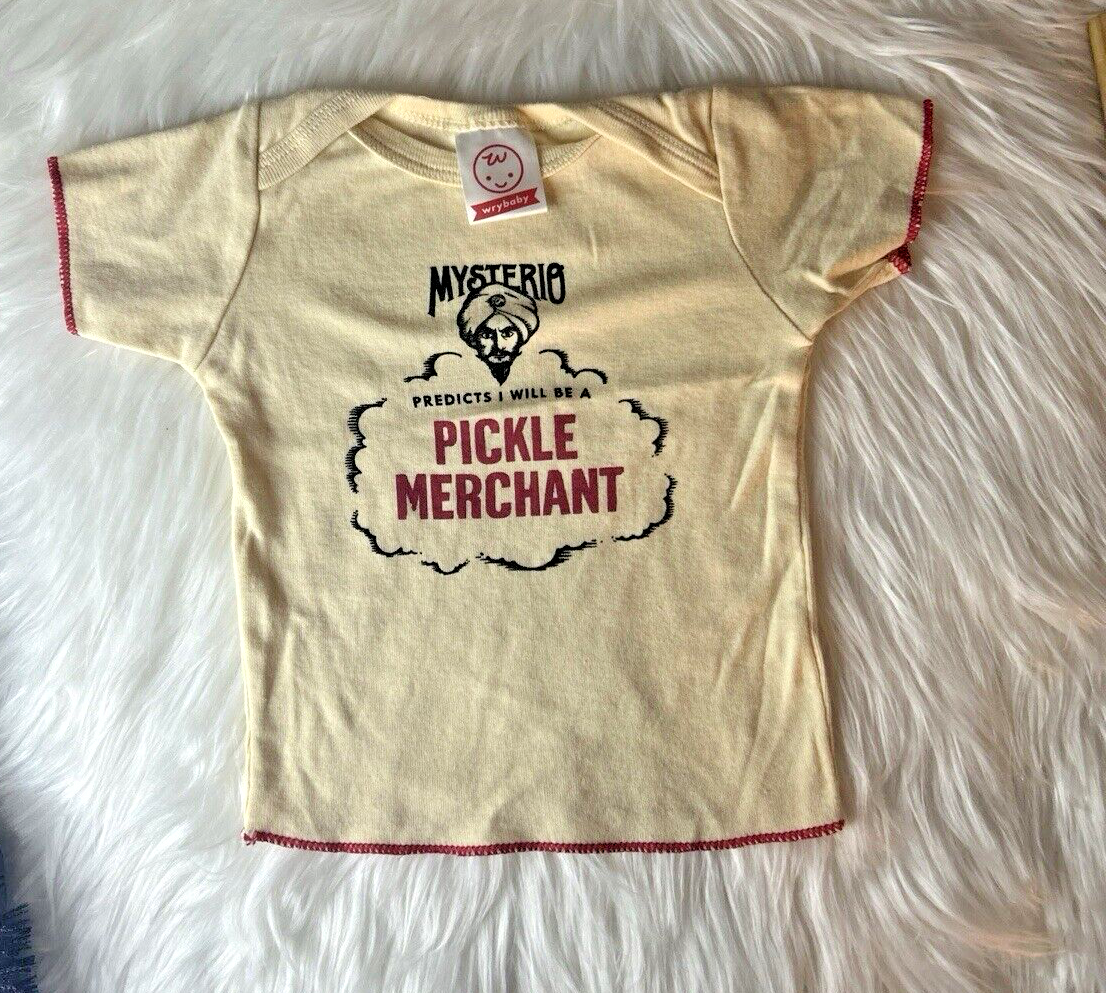 w
wrybaby
MYSTERIO
PREDICTS I WILL BE A
PICKLE
MERCHANT